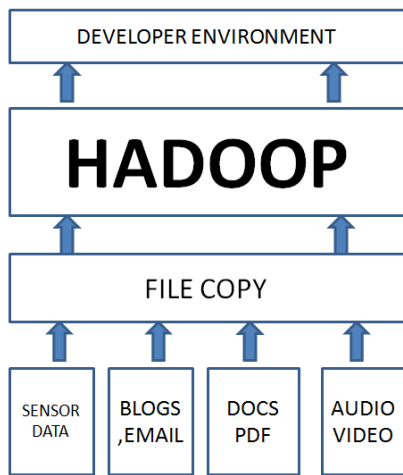 DEVELOPER ENVIRONMENT
HADOOP
FILE COPY
SENSOR
DATA
BLOGS
,EMAIL
DOCS
PDF
AUDIO
VIDEO